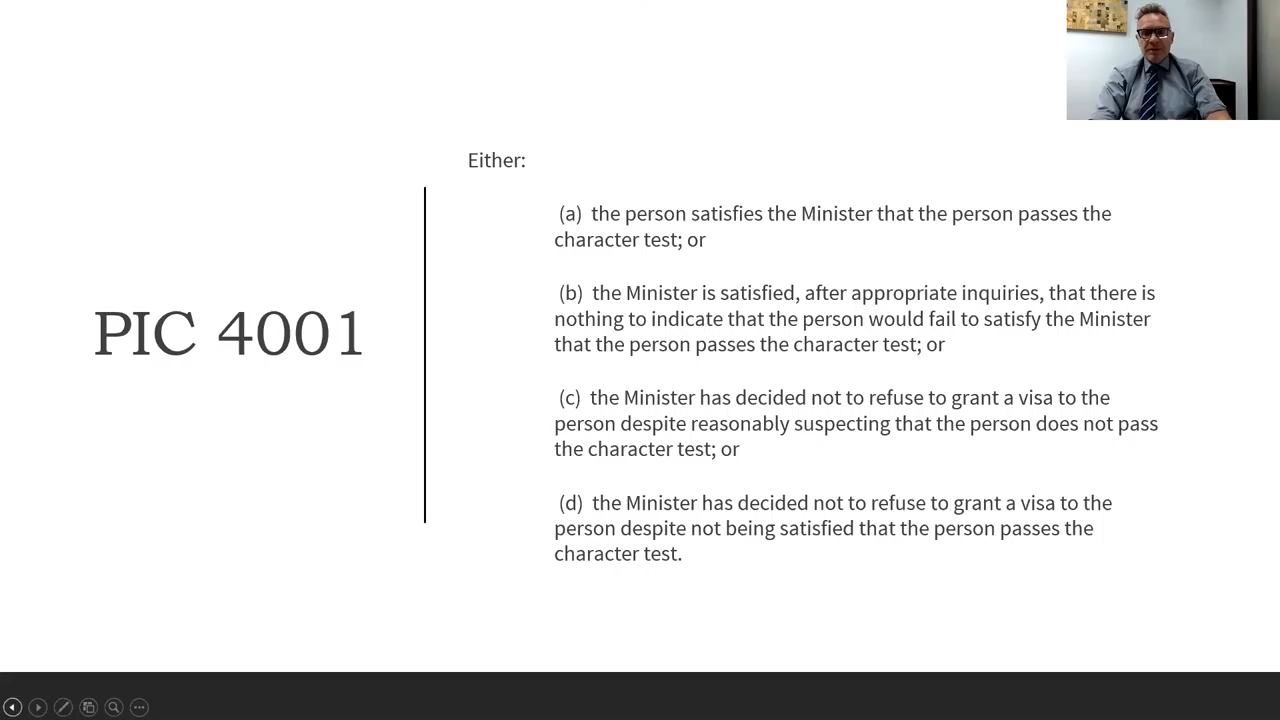 Either:
(a) the person satisfies the Minister that the person passes the
character test; or
(b) the Minister is satisfied, after appropriate inquiries, that there is
nothing to indicate that the person would fail to satisfy the Minister
that the person passes the character test; or
PIC 4001
(c) the Minister has decided not to refuse to grant a visa to the
person despite reasonably suspecting that the person does not pass
the character test; or
(d) the Minister has decided not to refuse to grant a visa to the
person despite not being satisfied that the person passes the
character test.